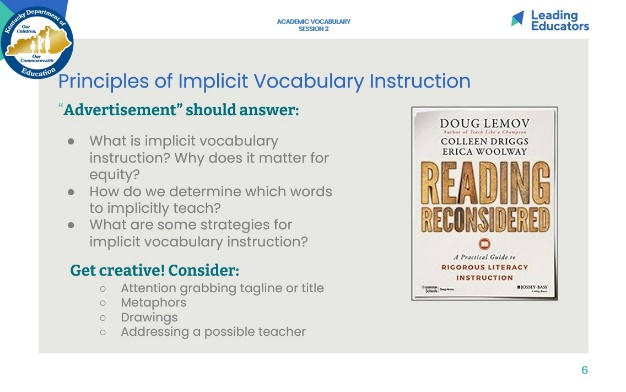 Kentucky Department of
Our Children,
Our Commonwealth
Education
ACADEMIC VOCABULARY
SESSION 2
Leading
Educators
Principles of Implicit Vocabulary Instruction
“Advertisement” should answer:
● What is implicit vocabulary
instruction? Why does it matter for
equity?
● How do we determine which words
to implicitly teach?
● What are some strategies for
implicit vocabulary instruction?
Get creative! Consider:
○ Attention grabbing tagline or title
○ Metaphors
○ Drawings
○ Addressing a possible teacher
DOUG LEMOV
Author of Teach Like a Champion
COLLEEN DRIGGS
ERICA WOOLWAY
READING
RECONSIDERED
A Practical Guide to
RIGOROUS LITERACY
INSTRUCTION
JOSSEY-BASS
6